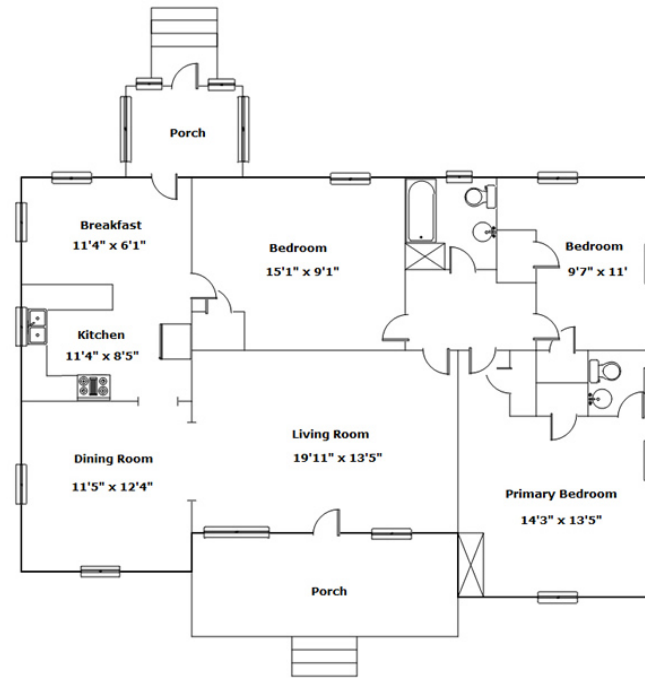 Porch
Breakfast
11'4" x 6'1"
Bedroom
15'1" x 9'1"
Bedroom
9'7" x 11'
Kitchen
11'4" x 8'5"
Living Room
19'11" x 13'5"
Dining Room
11'5" x 12'4"
Primary Bedroom
14'3" x 13'5"
Porch